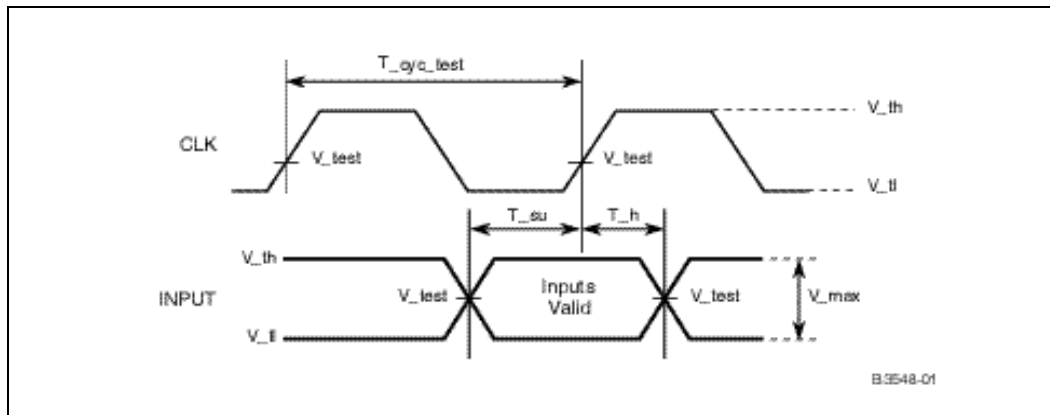 T_cyc_test
V_th
CLK
V_test
V_test
V_tl
T_su
T_h
V_th
INPUT
V_test
Inputs
Valid
V_test
V_max
V_tl
B3548-01